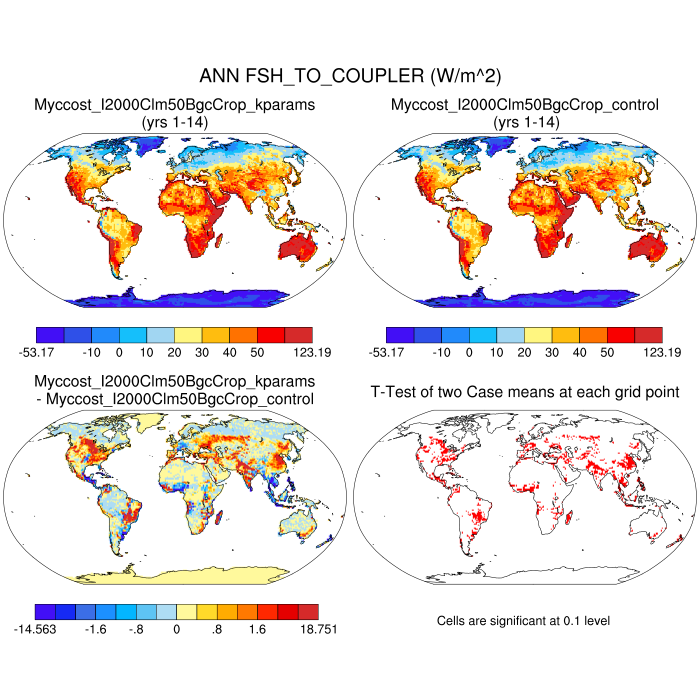 ANN FSH_TO_COUPLER (W/m^2)
Myccost_I2000Clm50BgcCrop_kparams
(yrs 1-14)
Myccost_I2000Clm50BgcCrop_control
(yrs 1-14)
-53.17 -10 0 10 20 30 40 50 123.19
-53.17 -10 0 10 20 30 40 50 123.19
Myccost_I2000Clm50BgcCrop_kparams
- Myccost_I2000Clm50BgcCrop_control
T-Test of two Case means at each grid point
-14.563 -1.6 -.8 0 .8 1.6 18.751
Cells are significant at 0.1 level